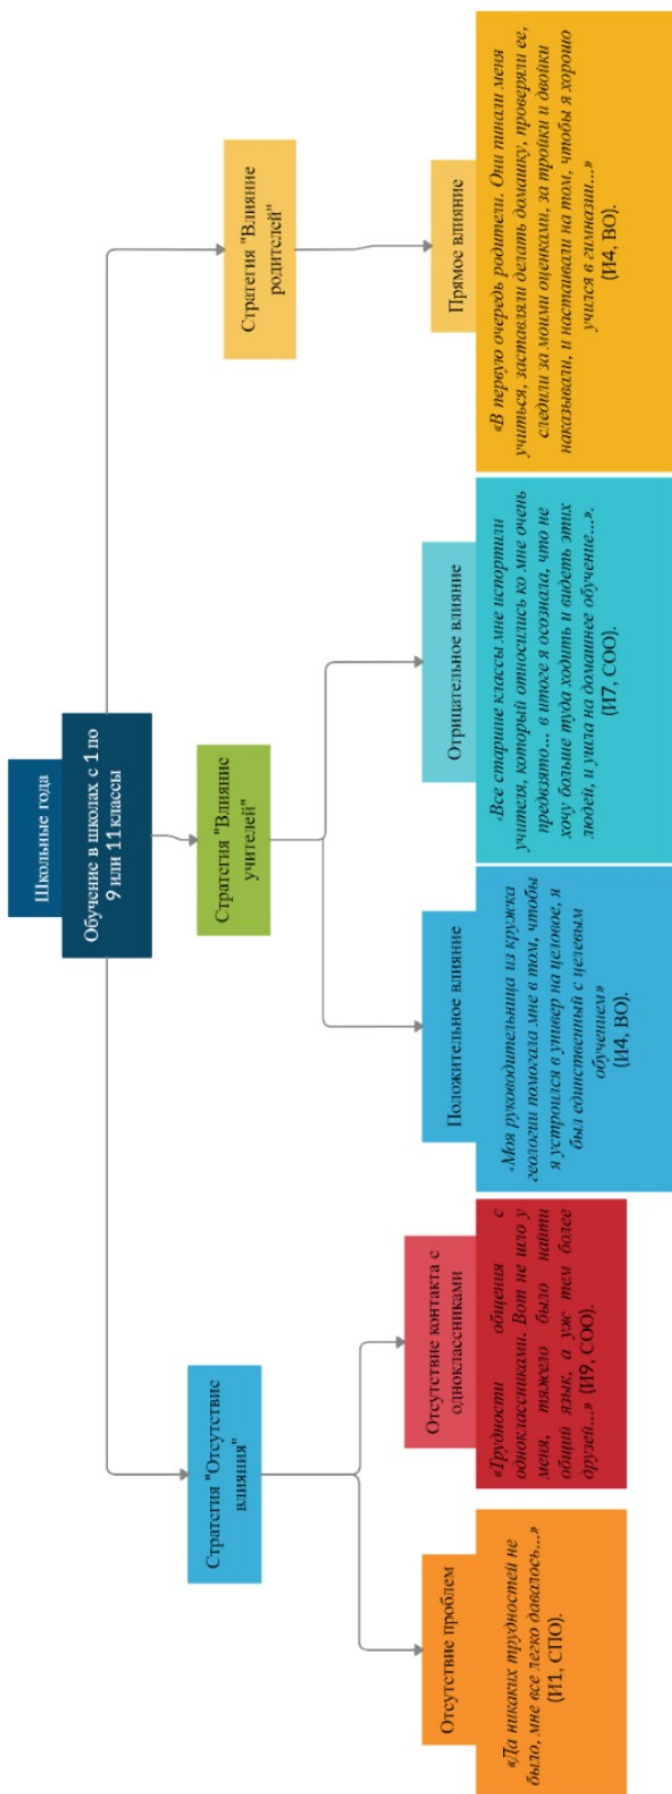 Школьные года
Обучение в школах с 1 по
9 или 11 классы
Стратегия "Отсутствие
влияния"
Стратегия "Влияние
учителей"
Стратегия "Влияние
родителей"
Отсутствие проблем
«Да никаких трудностей не
было, мне все легко давалось...»
(И1, СПО).
Отсутствие контакта с
одноклассниками
«Трудности общения с
одноклассниками. Вот не шло у
меня, тяжело было найти
общий язык, а уж тем более
друзей...» (И9, СОО).
Положительное влияние
«Моя руководительница из кружка
геологии помогала мне в том, чтобы
я устроился в универ на целовое, я
был единственный с целевым
обучением»
(И4, ВО).
Отрицательное влияние
«Все старшие классы мне испортили
учителя, который относились ко мне очень
предвзято... в итоге я осознала, что не
хочу больше туда ходить и видеть этих
людей, и ушла на домашнее обучение...».
(И7, СОО).
Прямое влияние
«В первую очередь родители. Они пинали меня
учиться, заставляли делать домашку, проверяли ее,
следили за моими оценками, за тройки и двойки
наказывали, и настаивали на том, чтобы я хорошо
учился в гимназии...»
(И4, ВО).